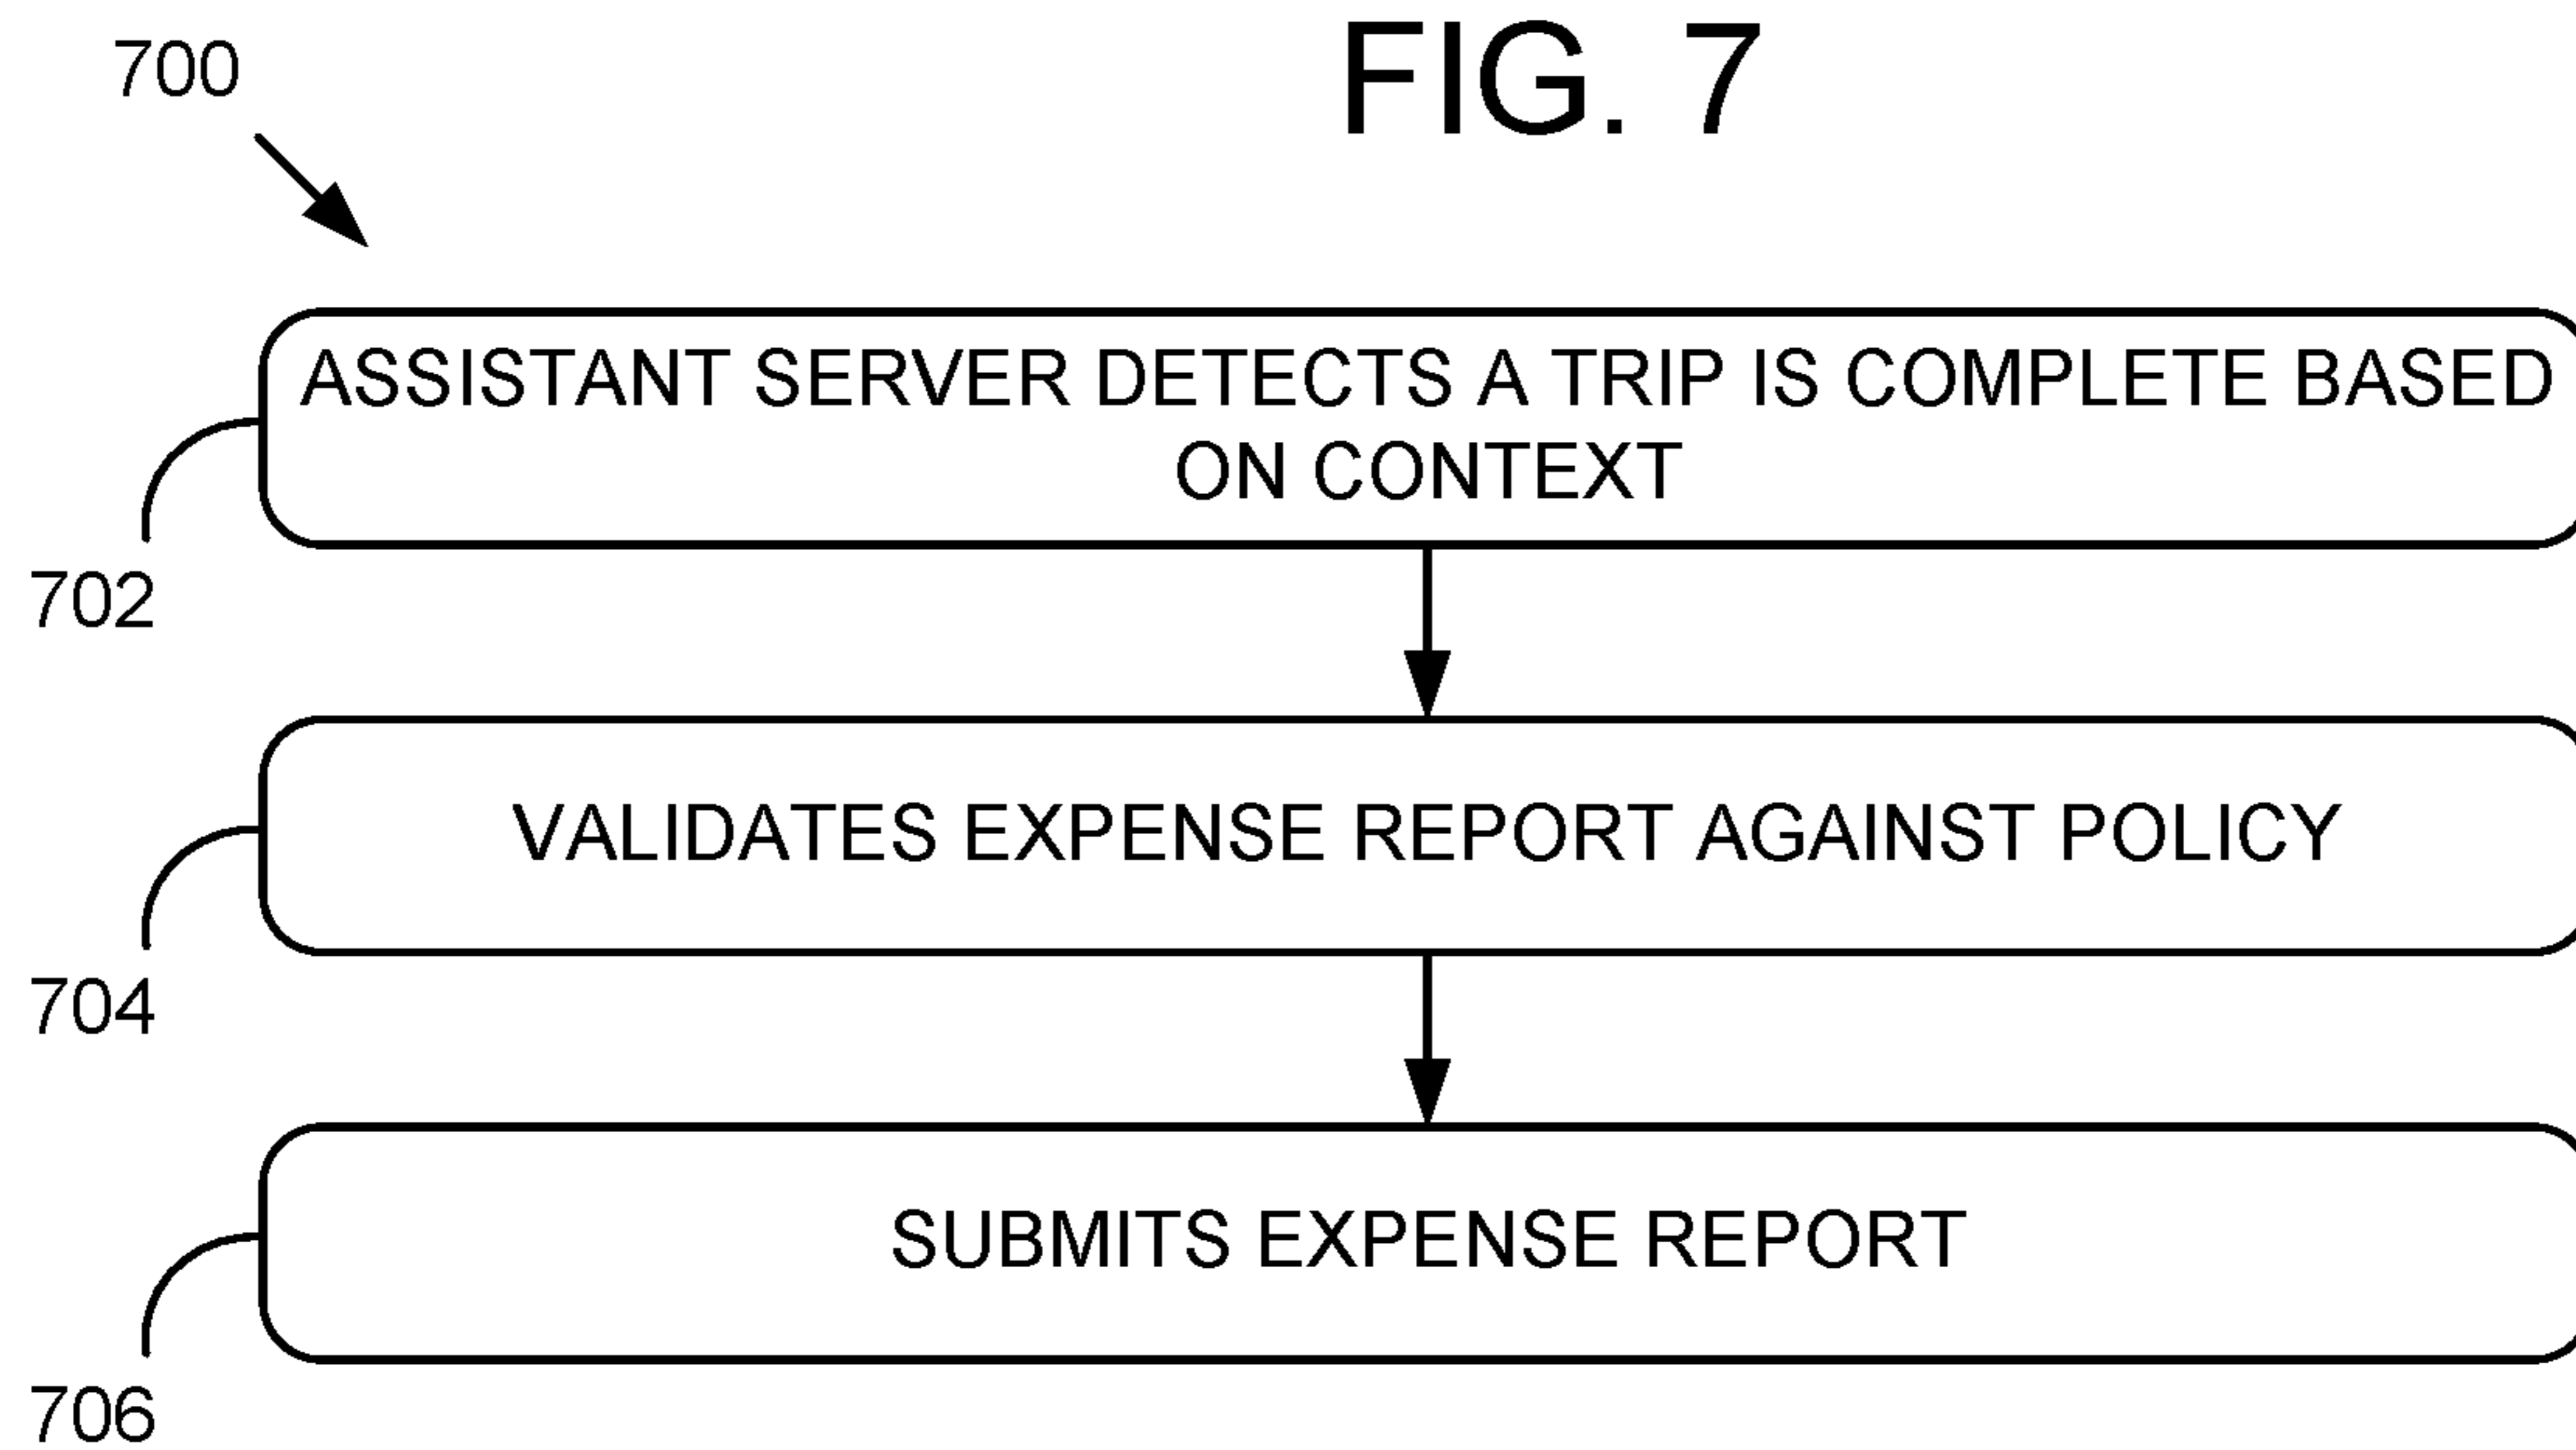 FIG. 7
700
ASSISTANT SERVER DETECTS A TRIP IS COMPLETE BASED
ON CONTEXT
702
VALIDATES EXPENSE REPORT AGAINST POLICY
704
SUBMITS EXPENSE REPORT
706